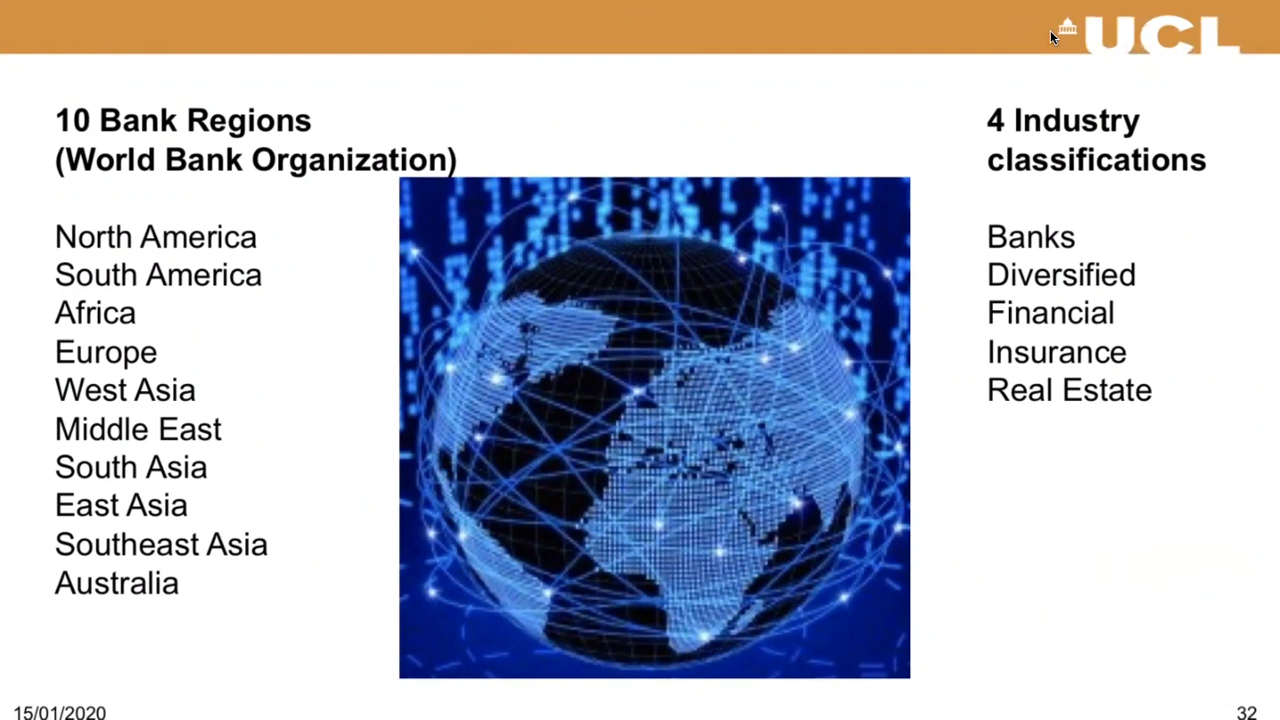 UCL
10 Bank Regions
(World Bank Organization)
North America
South America
Africa
Europe
West Asia
Middle East
South Asia
East Asia
Southeast Asia
Australia
4 Industry
classifications
Banks
Diversified
Financial
Insurance
Real Estate
15/01/2020
32